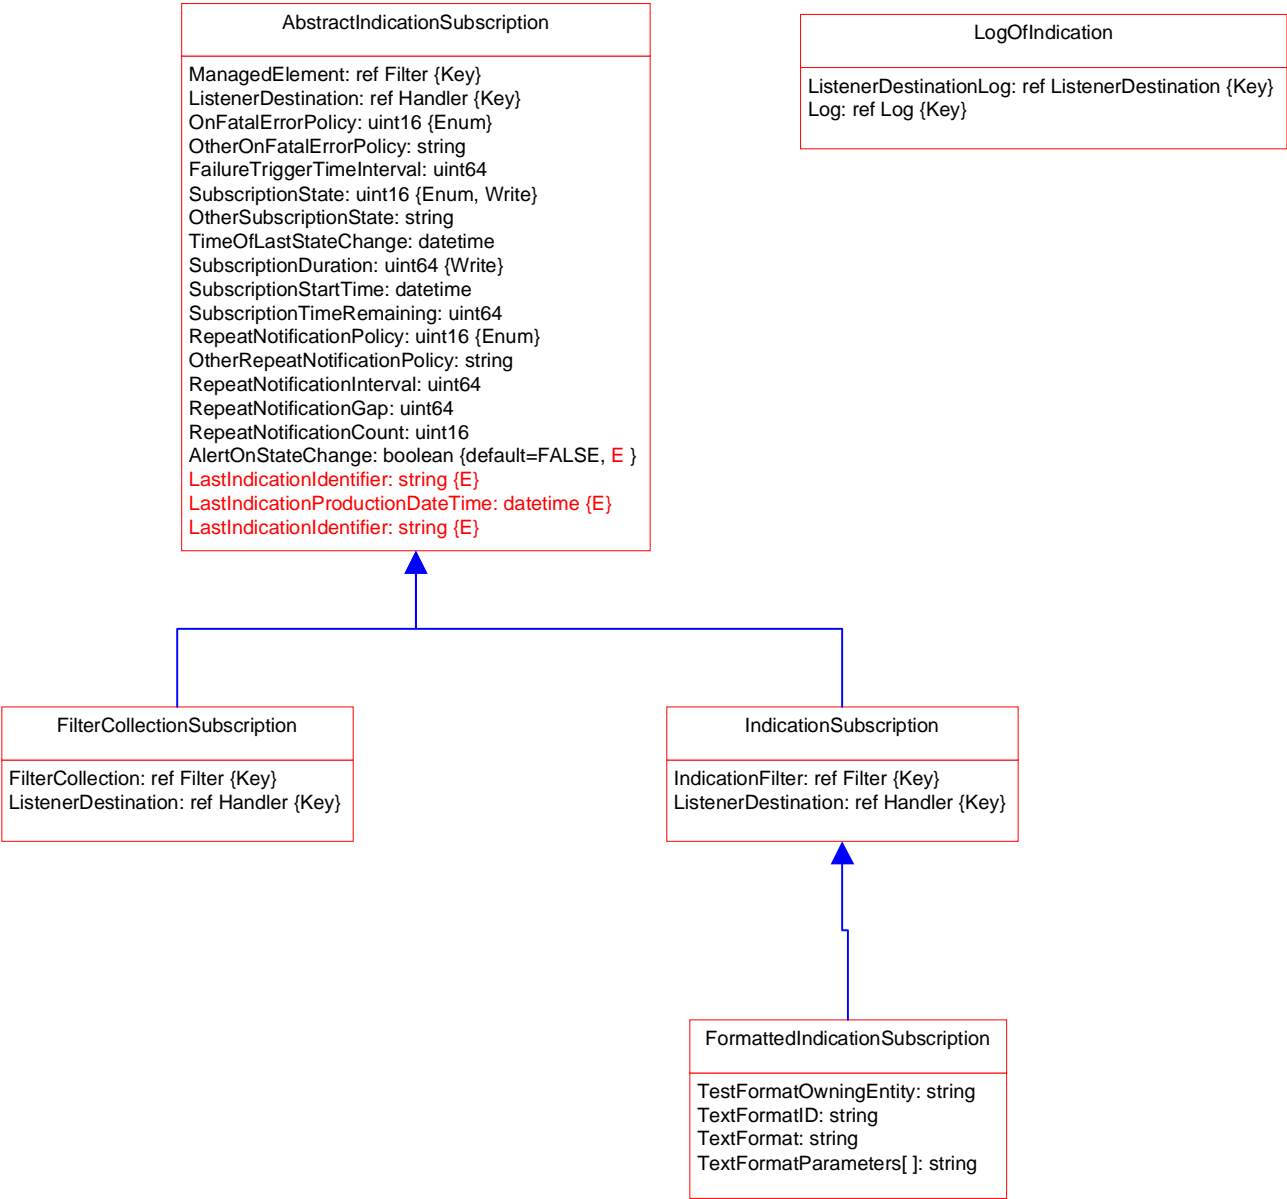 AbstractIndicationSubscription
ManagedElement: ref Filter {Key}
ListenerDestination: ref Handler {Key}
OnFatalErrorPolicy: uint16 {Enum}
OtherOnFatalErrorPolicy: string
FailureTriggerTimeInterval: uint64
SubscriptionState: uint16 {Enum, Write}
OtherSubscriptionState: string
TimeOfLastStateChange: datetime
SubscriptionDuration: uint64 {Write}
SubscriptionStartTime: datetime
SubscriptionTimeRemaining: uint64
RepeatNotificationPolicy: uint16 {Enum}
OtherRepeatNotificationPolicy: string
RepeatNotificationInterval: uint64
RepeatNotificationGap: uint64
RepeatNotificationCount: uint16
AlertOnStateChange: boolean {default=FALSE, E }
LastIndicationIdentifier: string {E}
LastIndicationProductionDateTime: datetime {E}
LastIndicationIdentifier: string {E}
LogOfIndication
ListenerDestinationLog: ref ListenerDestination {Key}
Log: ref Log {Key}
FilterCollectionSubscription
FilterCollection: ref Filter {Key}
ListenerDestination: ref Handler {Key}
IndicationSubscription
IndicationFilter: ref Filter {Key}
ListenerDestination: ref Handler {Key}
FormattedIndicationSubscription
TestFormatOwningEntity: string
TextFormatID: string
TextFormat: string
TextFormatParameters[ ]: string